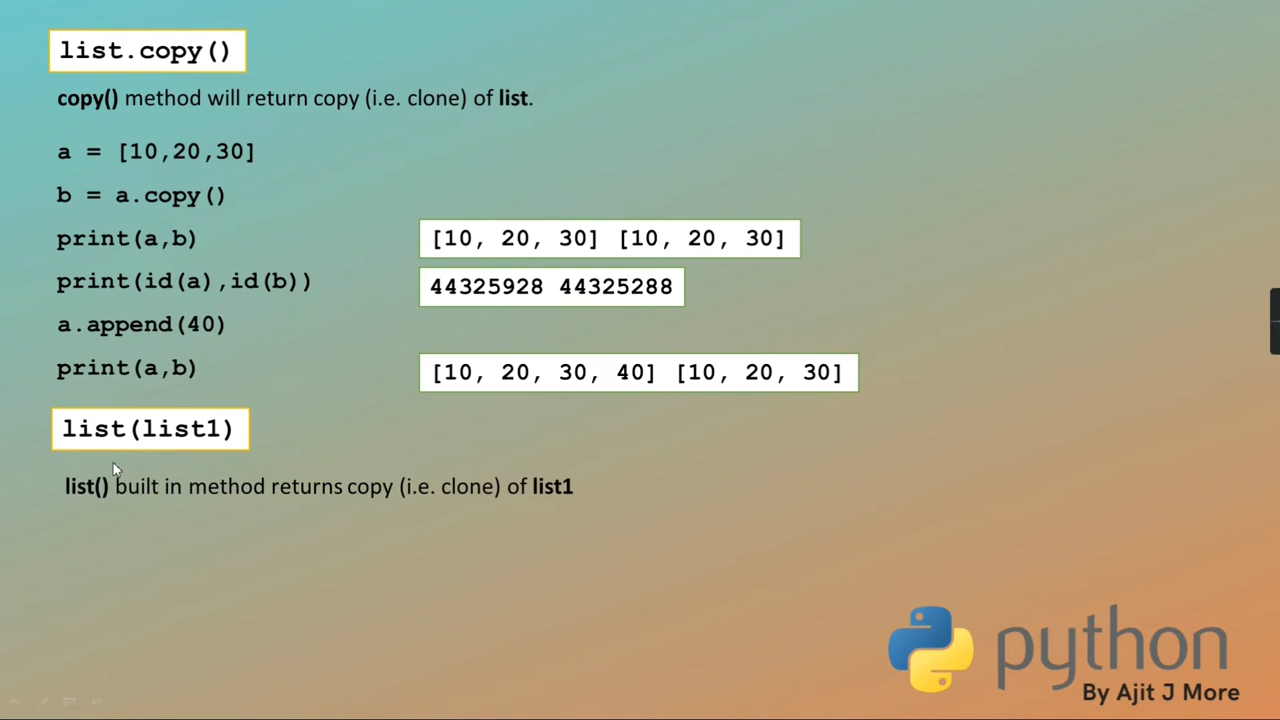 list.copy()
copy() method will return copy (i.e. clone) of list.
a = [10,20,30]
b = a.copy()
print(a,b)
[10, 20, 30] [10, 20, 30]
print(id(a),id(b))
44325928 44325288
a.append(40)
print(a,b)
[10, 20, 30, 40] [10, 20, 30]
list(list1)
list() built in method returns copy (i.e. clone) of list1
python
By Ajit J More